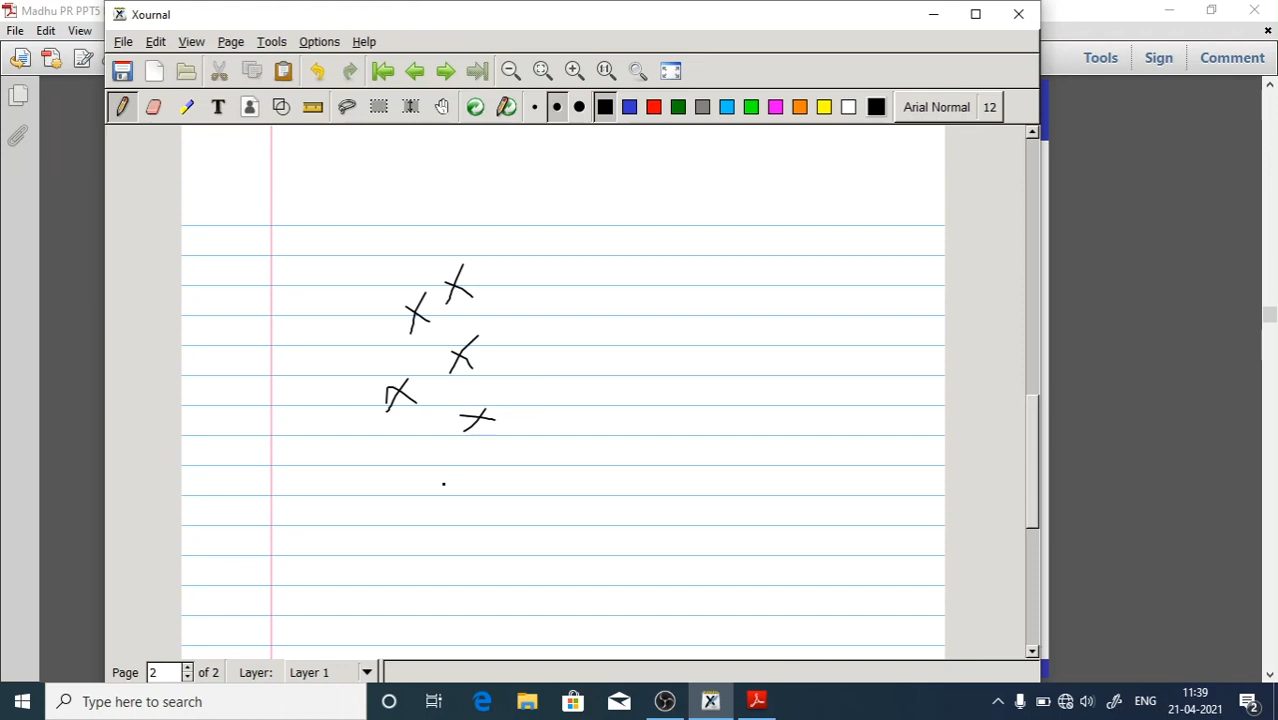 Madhu PR PPT5
Xournal
File Edit View
File Edit View Page Tools Options Help
Tools Sign Comment
T
Arial Normal 12
X
X
X
X
X
Page 2 of 2 Layer: Layer 1
Type here to search
ENG
11:39
21-04-2021
2